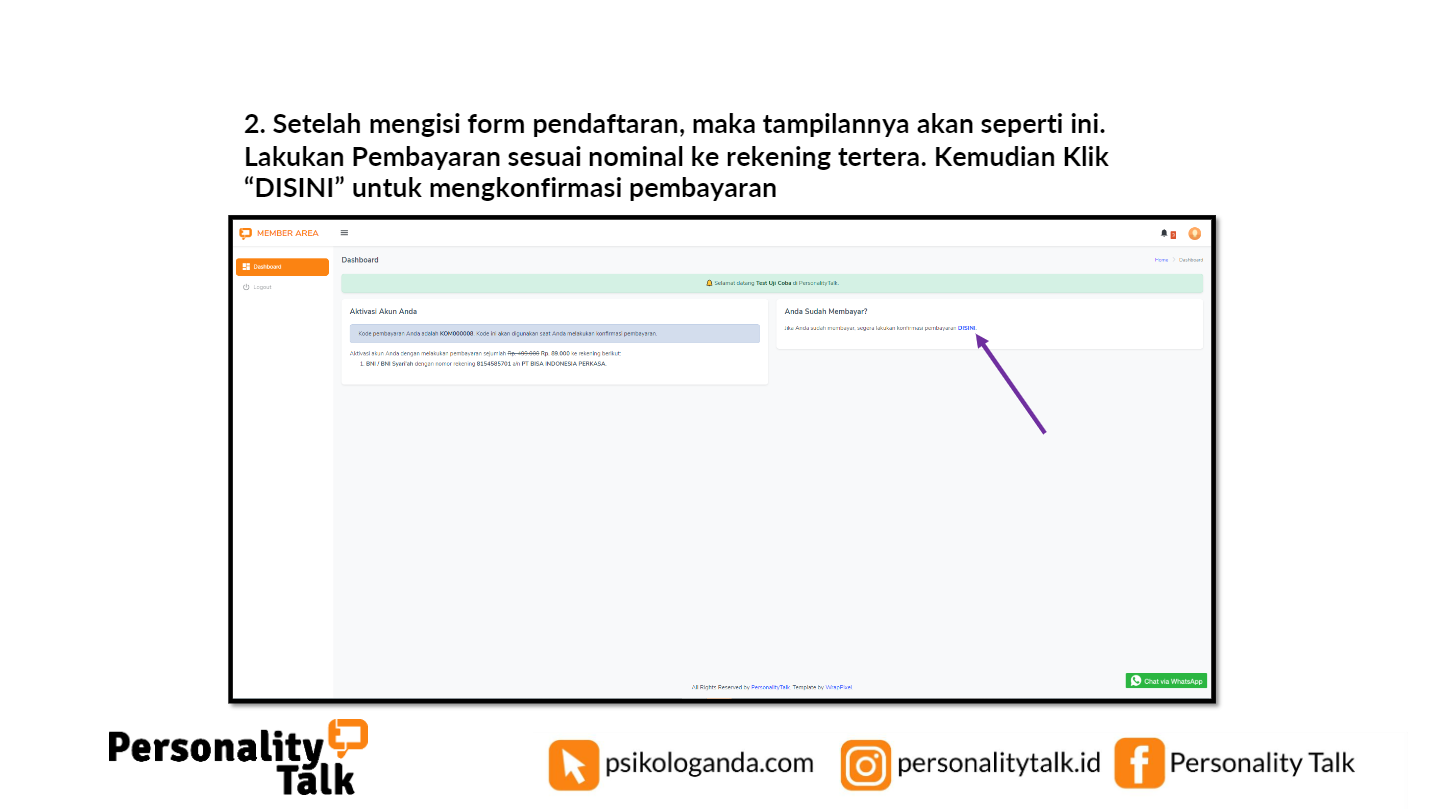 2. Setelah mengisi form pendaftaran, maka tampilannya akan seperti ini.
Lakukan Pembayaran sesuai nominal ke rekening tertera. Kemudian Klik
“DISINI” untuk mengkonfirmasi pembayaran
MEMBER AREA
Dashboard
Logout
Dashboard
Home
Dashboard
Selamat datang Test Uji Coba di PersonalityTalk.
Aktivasi Akun Anda
Kode pembayaran Anda adalah KOM000008. Kode ini akan digunakan saat Anda melakukan konfirmasi pembayaran.
Aktivasi akun Anda dengan melakukan pembayaran sejumlah Rp. 88.000 ke rekening berikut:
1. BNI / BNI Syari'ah dengan nomor rekening 8154585701 a/n PT BISA INDONESIA PERKASA.
Anda Sudah Membayar?
Jika Anda sudah membayar, segera lakukan konfirmasi pembayaran DISINI.
All Rights Reserved by PersonalityTalk. Template by WrapPixel
Chat via WhatsApp
Personality
Talk
psikologanda.com
personalitytalk.id
Personality Talk